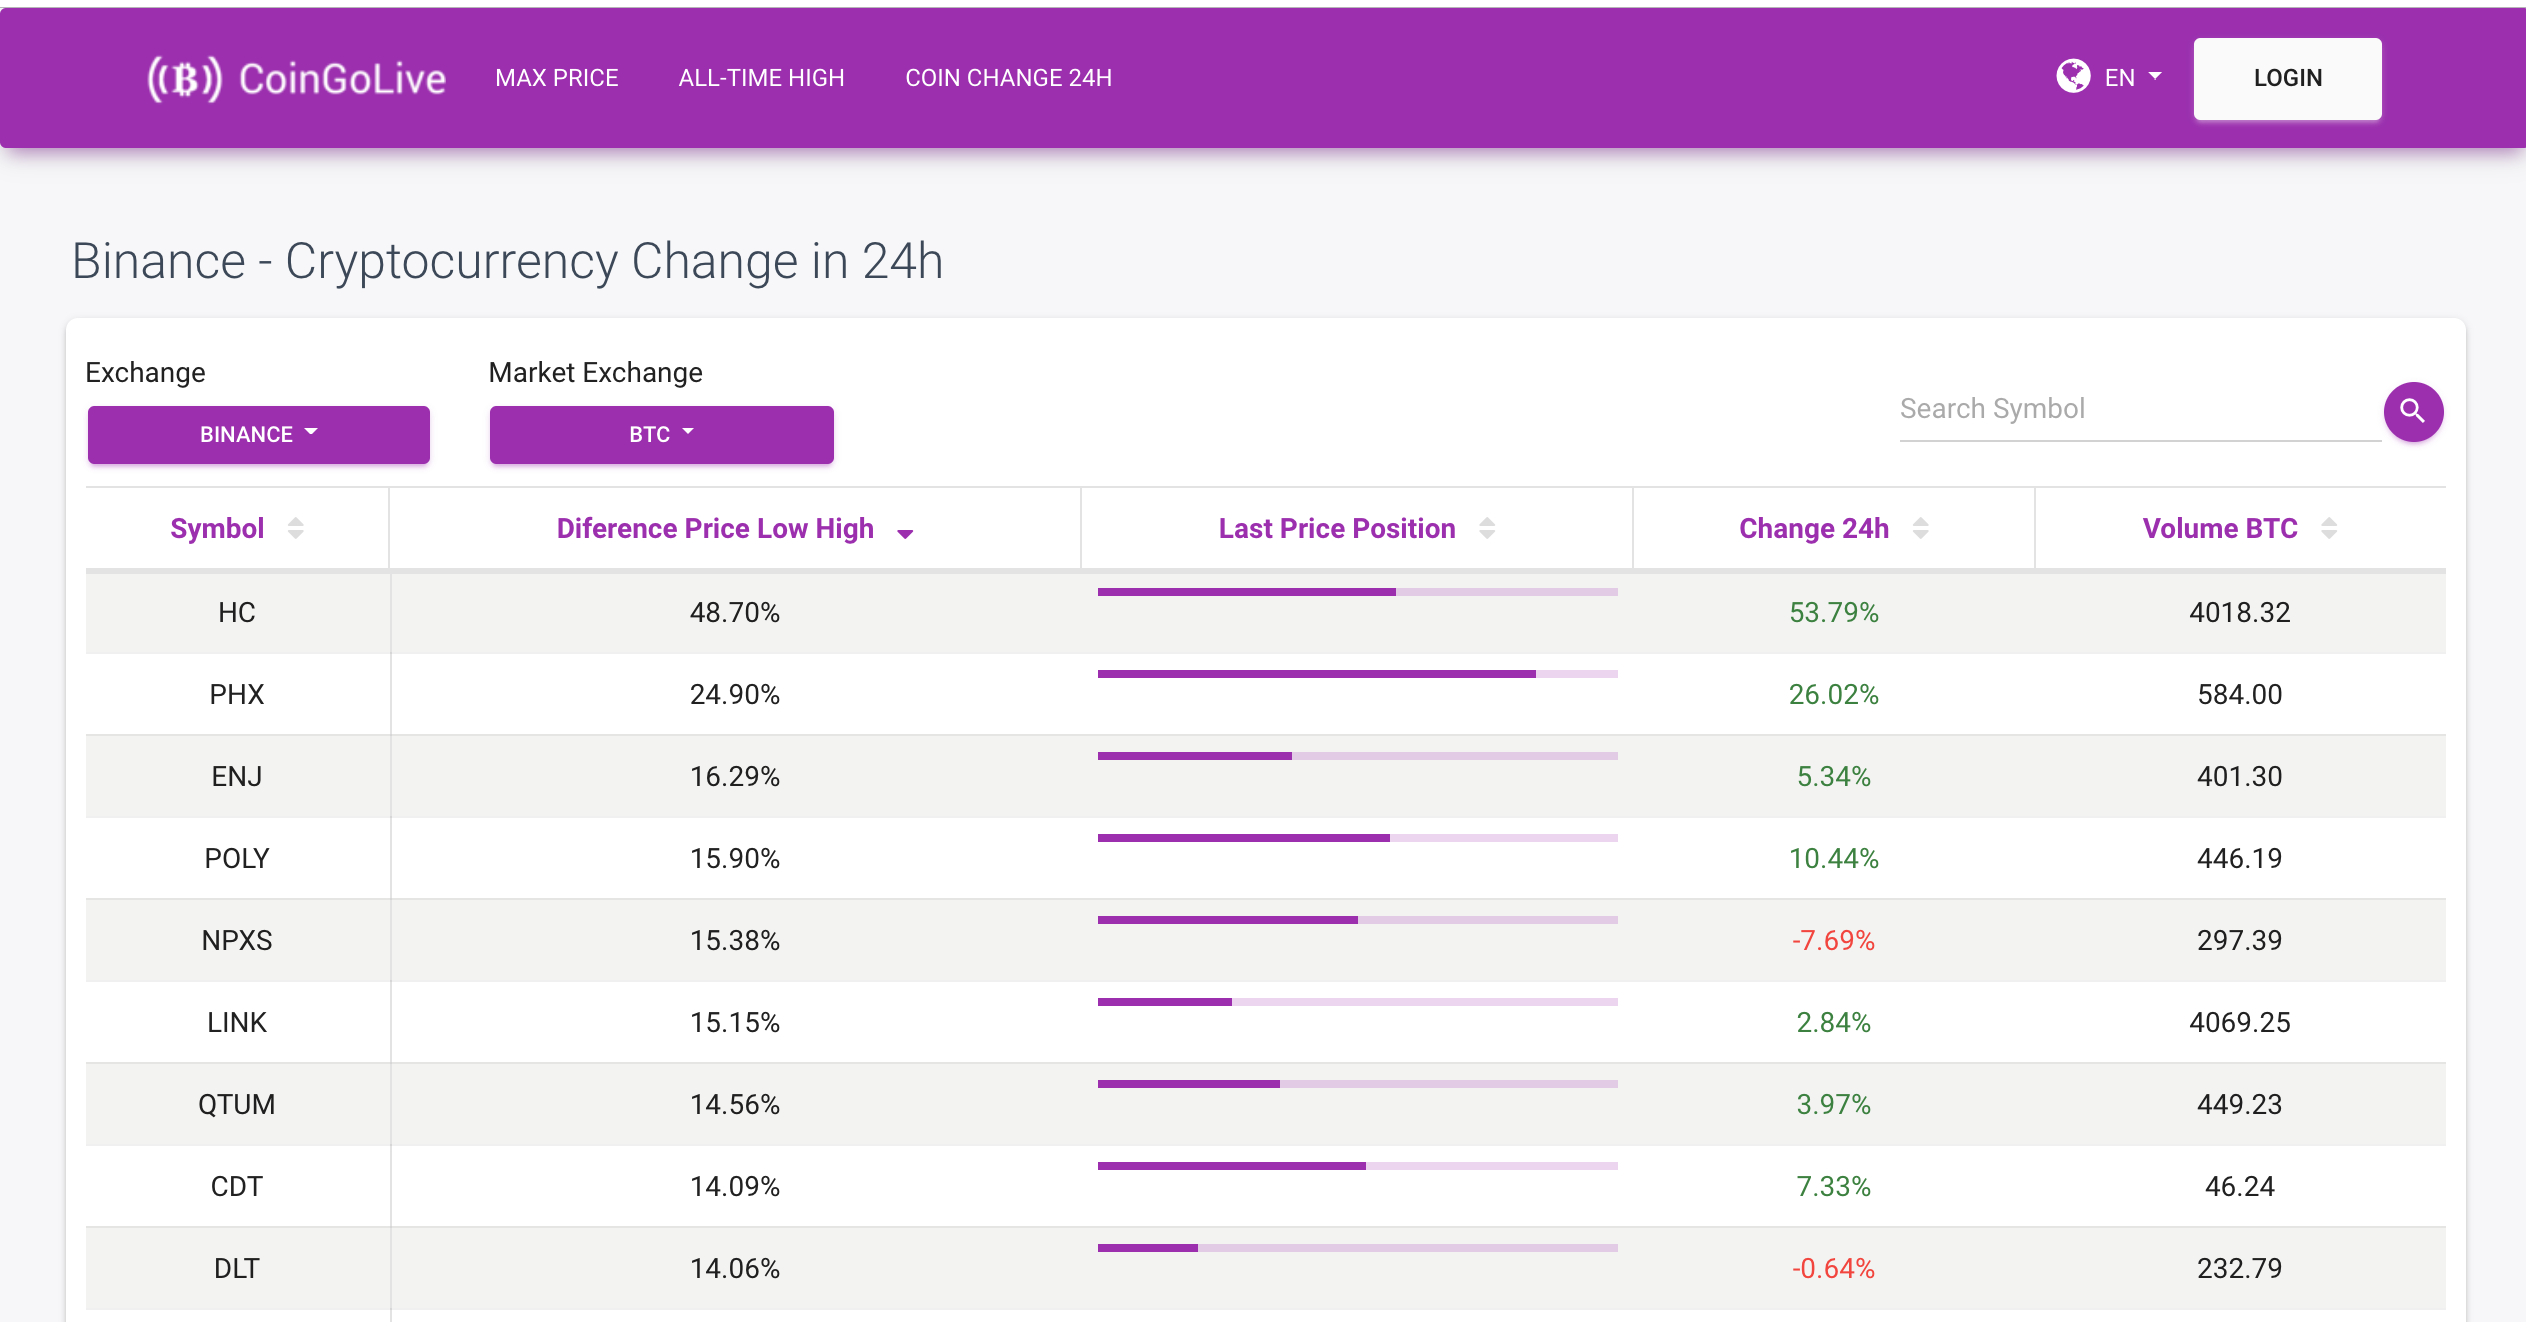 CoinGoLive MAX PRICE ALL-TIME HIGH COIN CHANGE 24H EN LOGIN
Binance - Cryptocurrency Change in 24h
Exchange Market Exchange
Search Symbol
BINANCE BTC
Symbol Diference Price Low High Last Price Position Change 24h Volume BTC
HC 48.70% 53.79% 4018.32
PHX 24.90% 26.02% 584.00
ENJ 16.29% 5.34% 401.30
POLY 15.90% 10.44% 446.19
NPXS 15.38% -7.69% 297.39
LINK 15.15% 2.84% 4069.25
QTUM 14.56% 3.97% 449.23
CDT 14.09% 7.33% 46.24
DLT 14.06% -0.64% 232.79